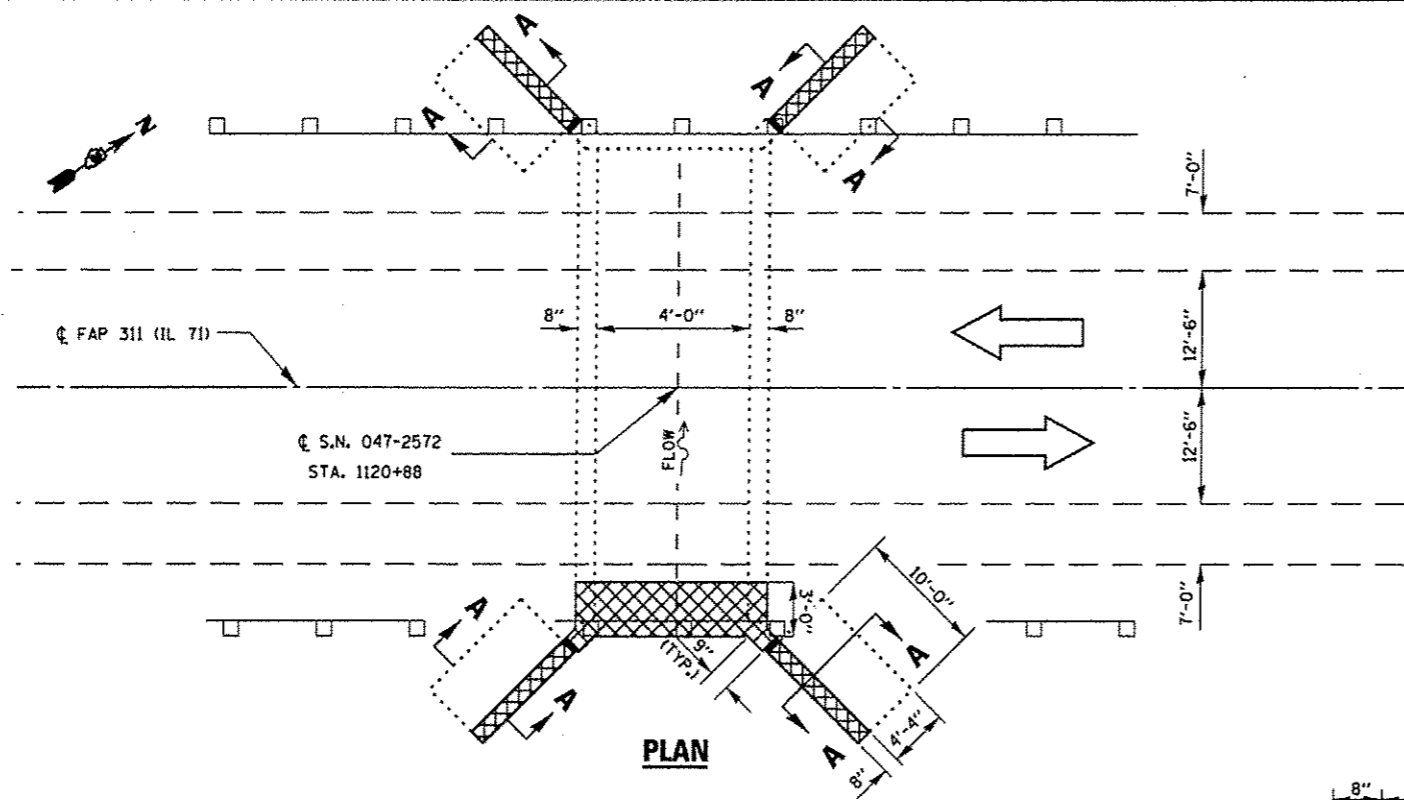 A
A
A
A
N
7'-0"
8"
4'-0"
8"
12'-6"
℄ FAP 311 (IL 71)
℄ S.N. 047-2572
STA. 1120+88
FLOW
12'-6"
10'-0"
3'-0"
7'-0"
A
A
A
A
9"
(TYP.)
4'-4"
8"
PLAN
8"